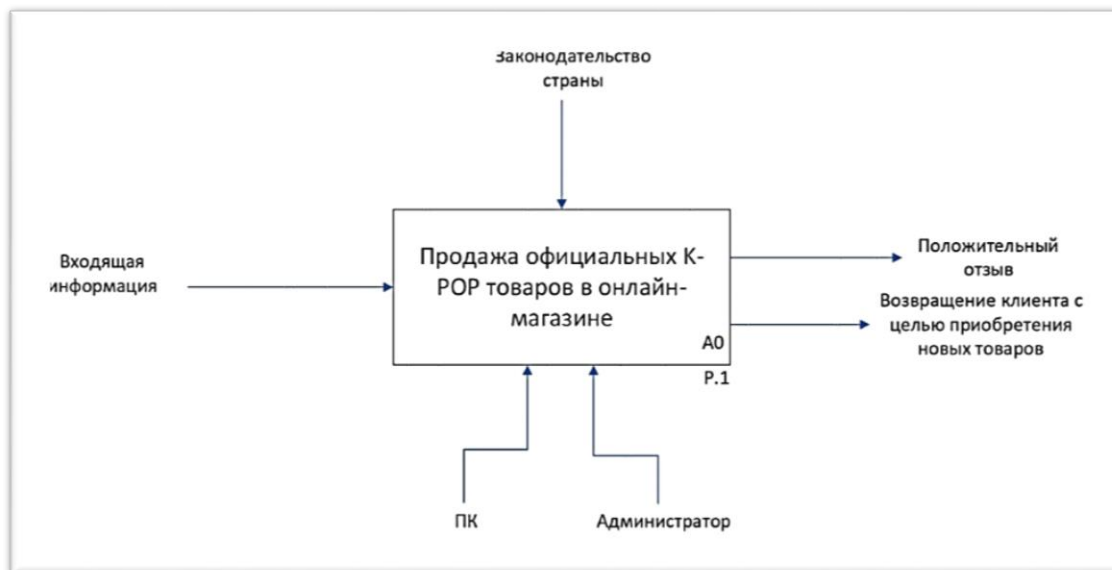 Законодательство
страны
Входящая
информация
Продажа официальных K-
POP товаров в онлайн-
магазине
A0
P.1
Положительный
отзыв
Возвращение клиента с
целью приобретения
новых товаров
ПК
Администратор